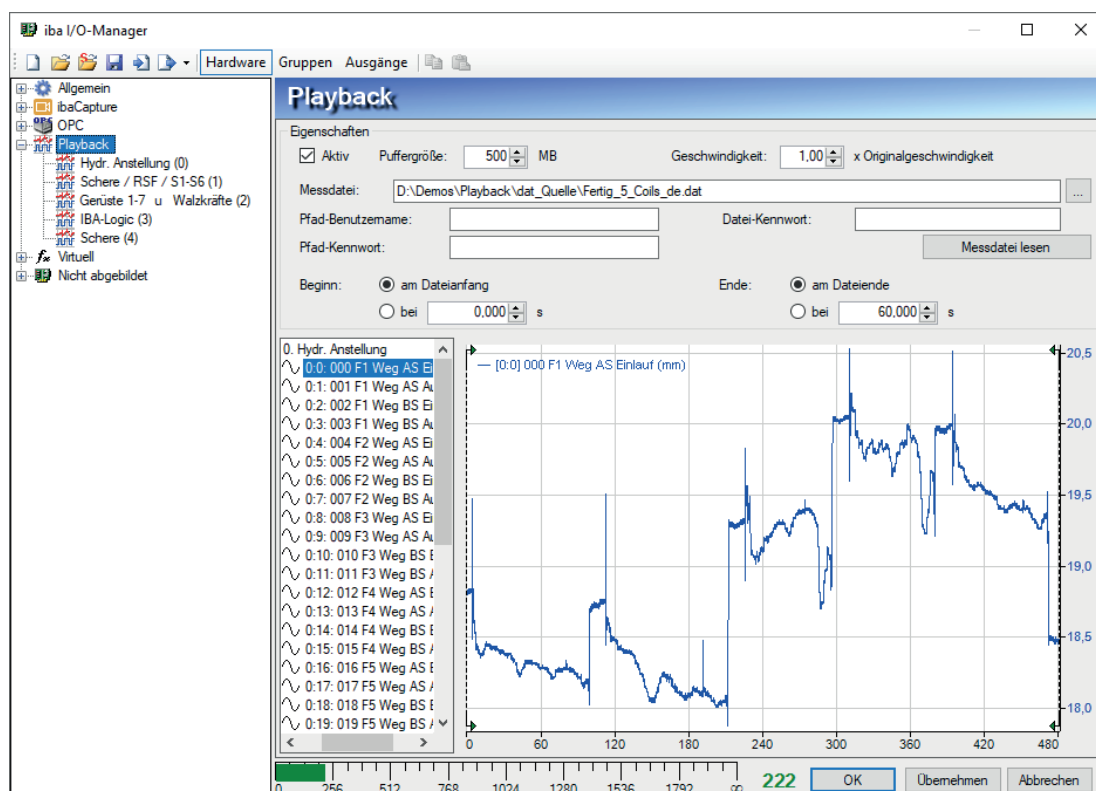 iba I/O-Manager
Hardware Gruppen Ausgänge
Allgemein
ibaCapture
OPC
Playback
Hydr. Anstellung (0)
Schere / RSF / S1-S6 (1)
Gerüste 1-7 u Walzkräfte (2)
IBA-Logic (3)
Schere (4)
Virtuell
Nicht abgebildet
Playback
Eigenschaften
Aktiv Puffergröße: 500 MB Geschwindigkeit: 1,00 x Originalgeschwindigkeit
Messdatei: D:\Demos\Playback\dat_Quelle\Fertig_5_Coils_de.dat ...
Pfad-Benutzername: Datei-Kennwort:
Pfad-Kennwort: Messdatei lesen
Beginn: am Dateianfang Ende: am Dateiende
bei 0,000 s bei 60,000 s
0. Hydr. Anstellung
0:0: 000 F1 Weg AS Ei
0:1: 001 F1 Weg AS Au
0:2: 002 F1 Weg BS Ei
0:3: 003 F1 Weg BS Au
0:4: 004 F2 Weg AS Ei
0:5: 005 F2 Weg AS Au
0:6: 006 F2 Weg BS Ei
0:7: 007 F2 Weg BS Au
0:8: 008 F3 Weg AS Ei
0:9: 009 F3 Weg AS Au
0:10: 010 F3 Weg BS E
0:11: 011 F3 Weg BS A
0:12: 012 F4 Weg AS E
0:13: 013 F4 Weg AS A
0:14: 014 F4 Weg BS E
0:15: 015 F4 Weg BS A
0:16: 016 F5 Weg AS E
0:17: 017 F5 Weg AS A
0:18: 018 F5 Weg BS E
0:19: 019 F5 Weg BS A
[0:0] 000 F1 Weg AS Einlauf (mm)
20,5
20,0
19,5
19,0
18,5
18,0
0 60 120 180 240 300 360 420 480
0 256 512 768 1024 1280 1536 1792 ∞
222 OK Übernehmen Abbrechen